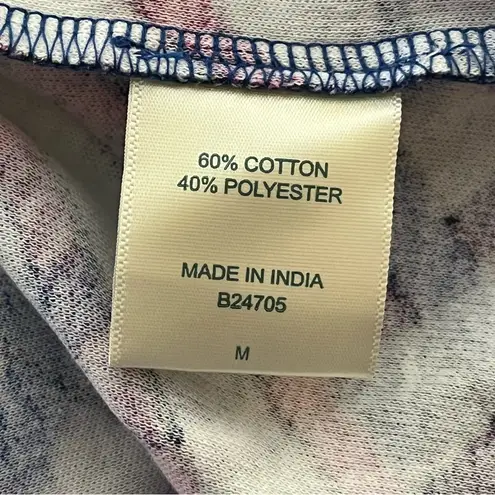 60% COTTON
40% POLYESTER
MADE IN INDIA
B24705
M